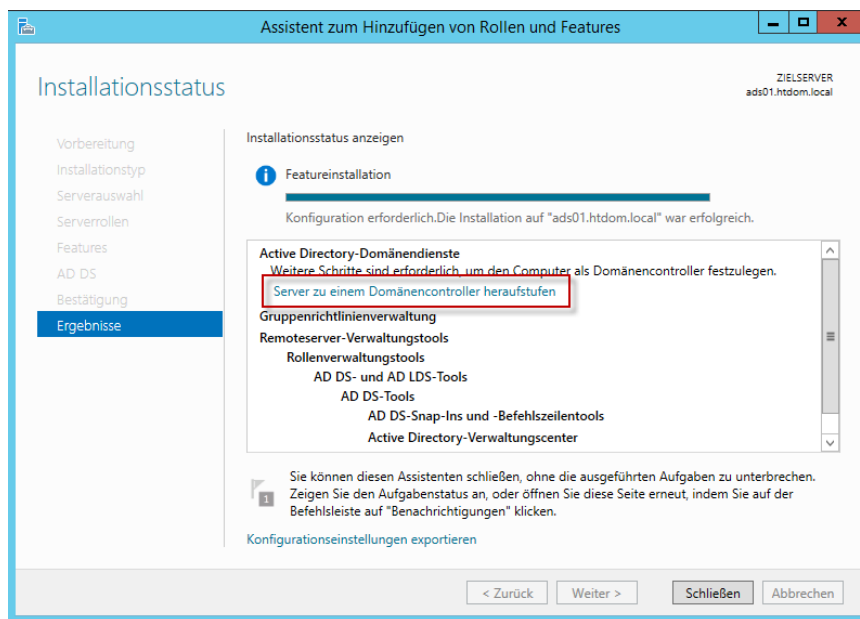 Assistent zum Hinzufügen von Rollen und Features
Installationsstatus
ZIELSERVER
ads01.htdom.local
Vorbereitung
Installationstyp
Serverauswahl
Serverrollen
Features
AD DS
Bestätigung
Ergebnisse
Installationsstatus anzeigen
Featureinstallation
Konfiguration erforderlich.Die Installation auf "ads01.htdom.local" war erfolgreich.
Active Directory-Domänendienste
Weitere Schritte sind erforderlich, um den Computer als Domänencontroller festzulegen.
Server zu einem Domänencontroller heraufstufen
Gruppenrichtlinienverwaltung
Remoteserver-Verwaltungstools
Rollenverwaltungstools
AD DS- und AD LDS-Tools
AD DS-Tools
AD DS-Snap-Ins und -Befehlszeilentools
Active Directory-Verwaltungscenter
Sie können diesen Assistenten schließen, ohne die ausgeführten Aufgaben zu unterbrechen.
Zeigen Sie den Aufgabenstatus an, oder öffnen Sie diese Seite erneut, indem Sie auf der
Befehlsleiste auf "Benachrichtigungen" klicken.
1
Konfigurationseinstellungen exportieren
< Zurück
Weiter >
Schließen
Abbrechen